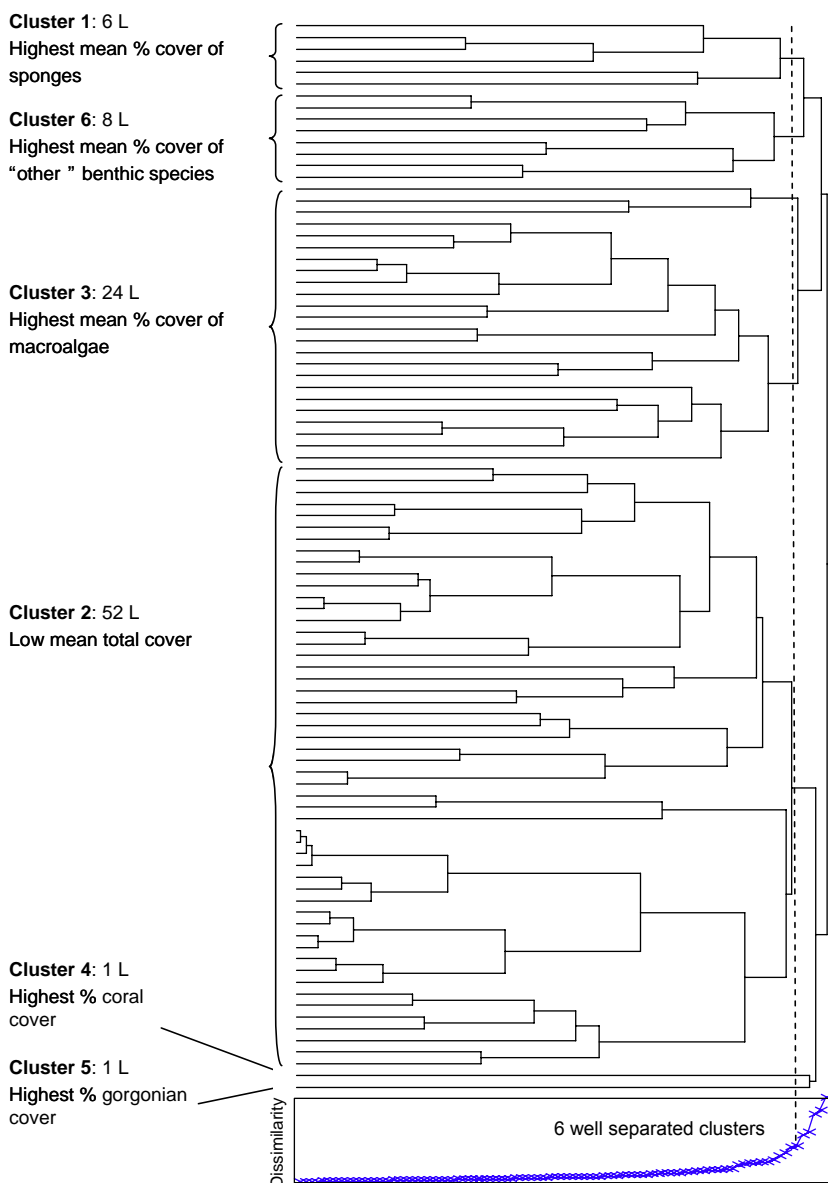 Cluster 1: 6 L
Highest mean % cover of
sponges
Cluster 6: 8 L
Highest mean % cover of
“other ” benthic species
Cluster 3: 24 L
Highest mean % cover of
macroalgae
Cluster 2: 52 L
Low mean total cover
Cluster 4: 1 L
Highest % coral
cover
Cluster 5: 1 L
Highest % gorgonian
cover
Dissimilarity
6 well separated clusters